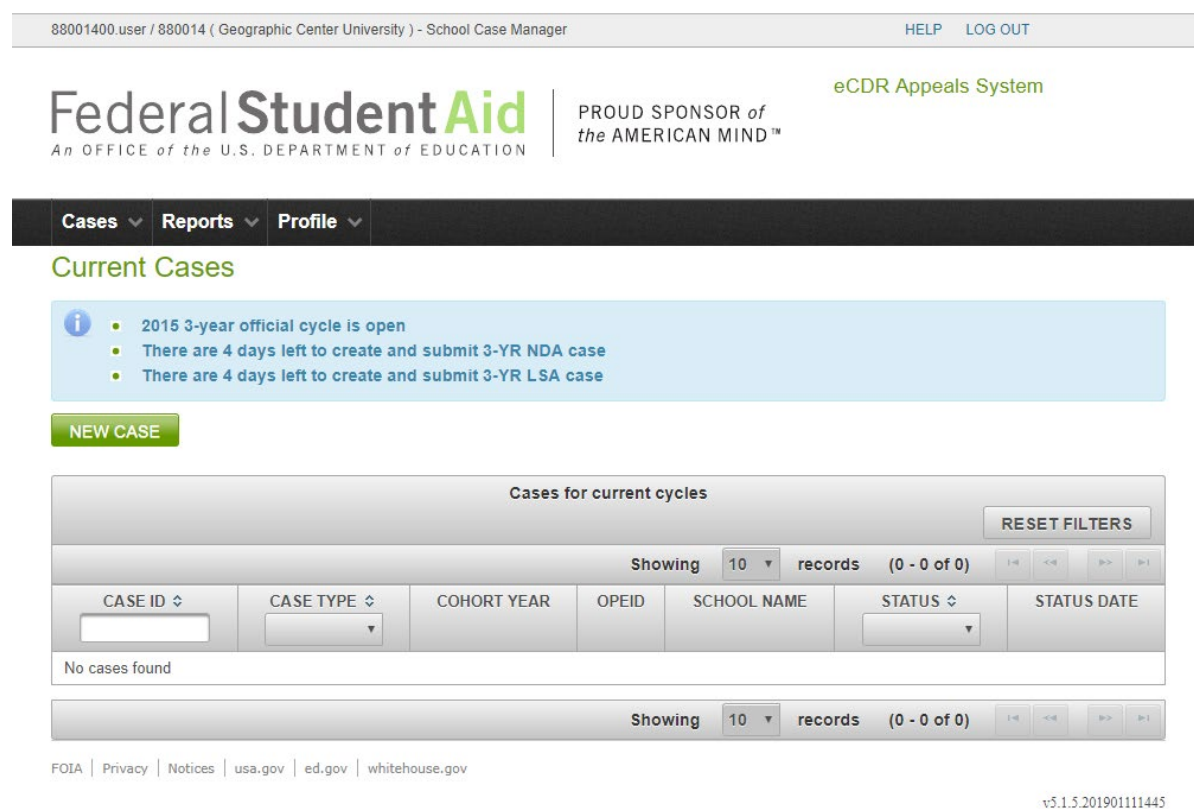 88001400.user / 880014 ( Geographic Center University ) - School Case Manager HELP LOG OUT
eCDR Appeals System
Federal Student Aid
An OFFICE of the U.S. DEPARTMENT of EDUCATION
PROUD SPONSOR of
the AMERICAN MIND™
Cases Reports Profile
Current Cases
2015 3-year official cycle is open
There are 4 days left to create and submit 3-YR NDA case
There are 4 days left to create and submit 3-YR LSA case
NEW CASE
Cases for current cycles
RESET FILTERS
Showing 10 records (0 - 0 of 0)
CASE ID CASE TYPE COHORT YEAR OPEID SCHOOL NAME STATUS STATUS DATE
No cases found
Showing 10 records (0 - 0 of 0)
FOIA | Privacy | Notices | usa.gov | ed.gov | whitehouse.gov
v5.1.5.201901111445